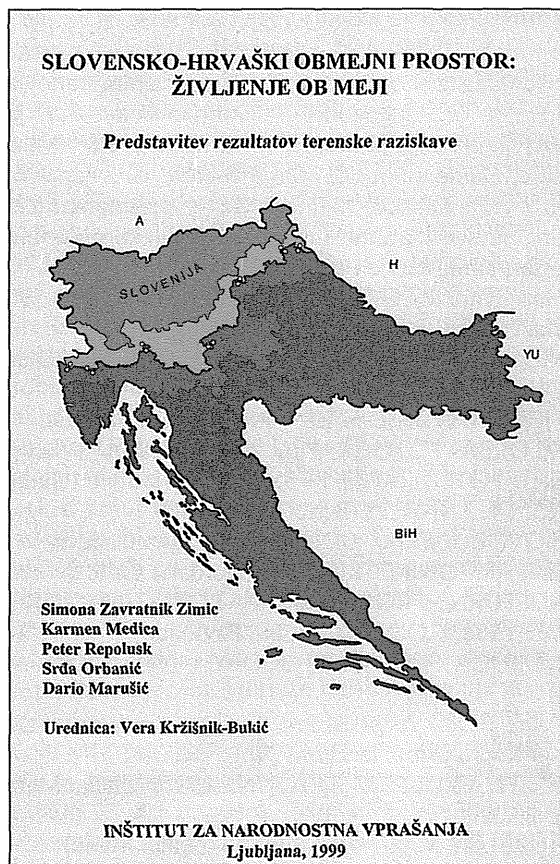 SLOVENSKO-HRVAŠKI OBMEJNI PROSTOR:
ŽIVLJENJE OB MEJI
Predstavitev rezultatov terenske raziskave
A
H
SLOVENIJA
YU
BiH
Simona Zavratnik Zimic
Karmen Medica
Peter Repolusk
Srđa Orbanić
Dario Marušić
Urednica: Vera Kržišnik-Bukić
INŠTITUT ZA NARODNOSTNA VPRAŠANJA
Ljubljana, 1999